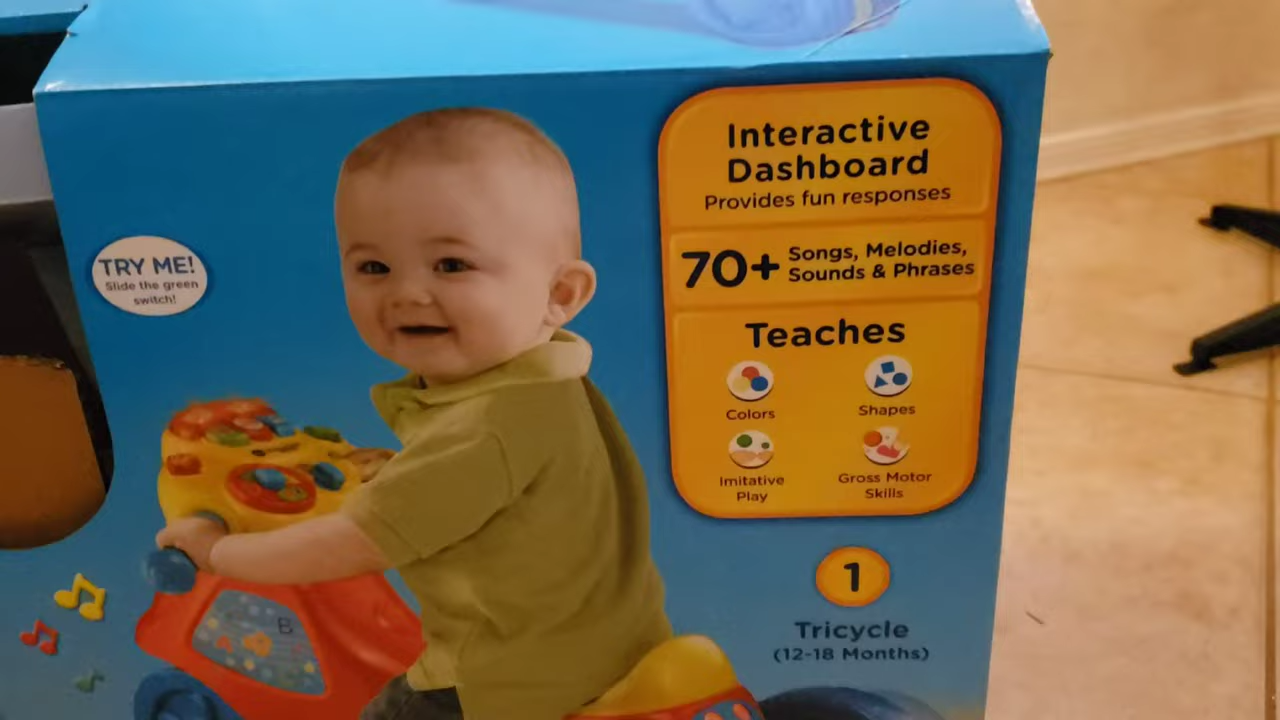 Interactive
Dashboard
Provides fun responses
70+ Songs, Melodies,
Sounds & Phrases
Teaches
Colors
Shapes
Imitative
Play
Gross Motor
Skills
TRY ME!
Slide the green
switch!
B
1
Tricycle
(12-18 Months)